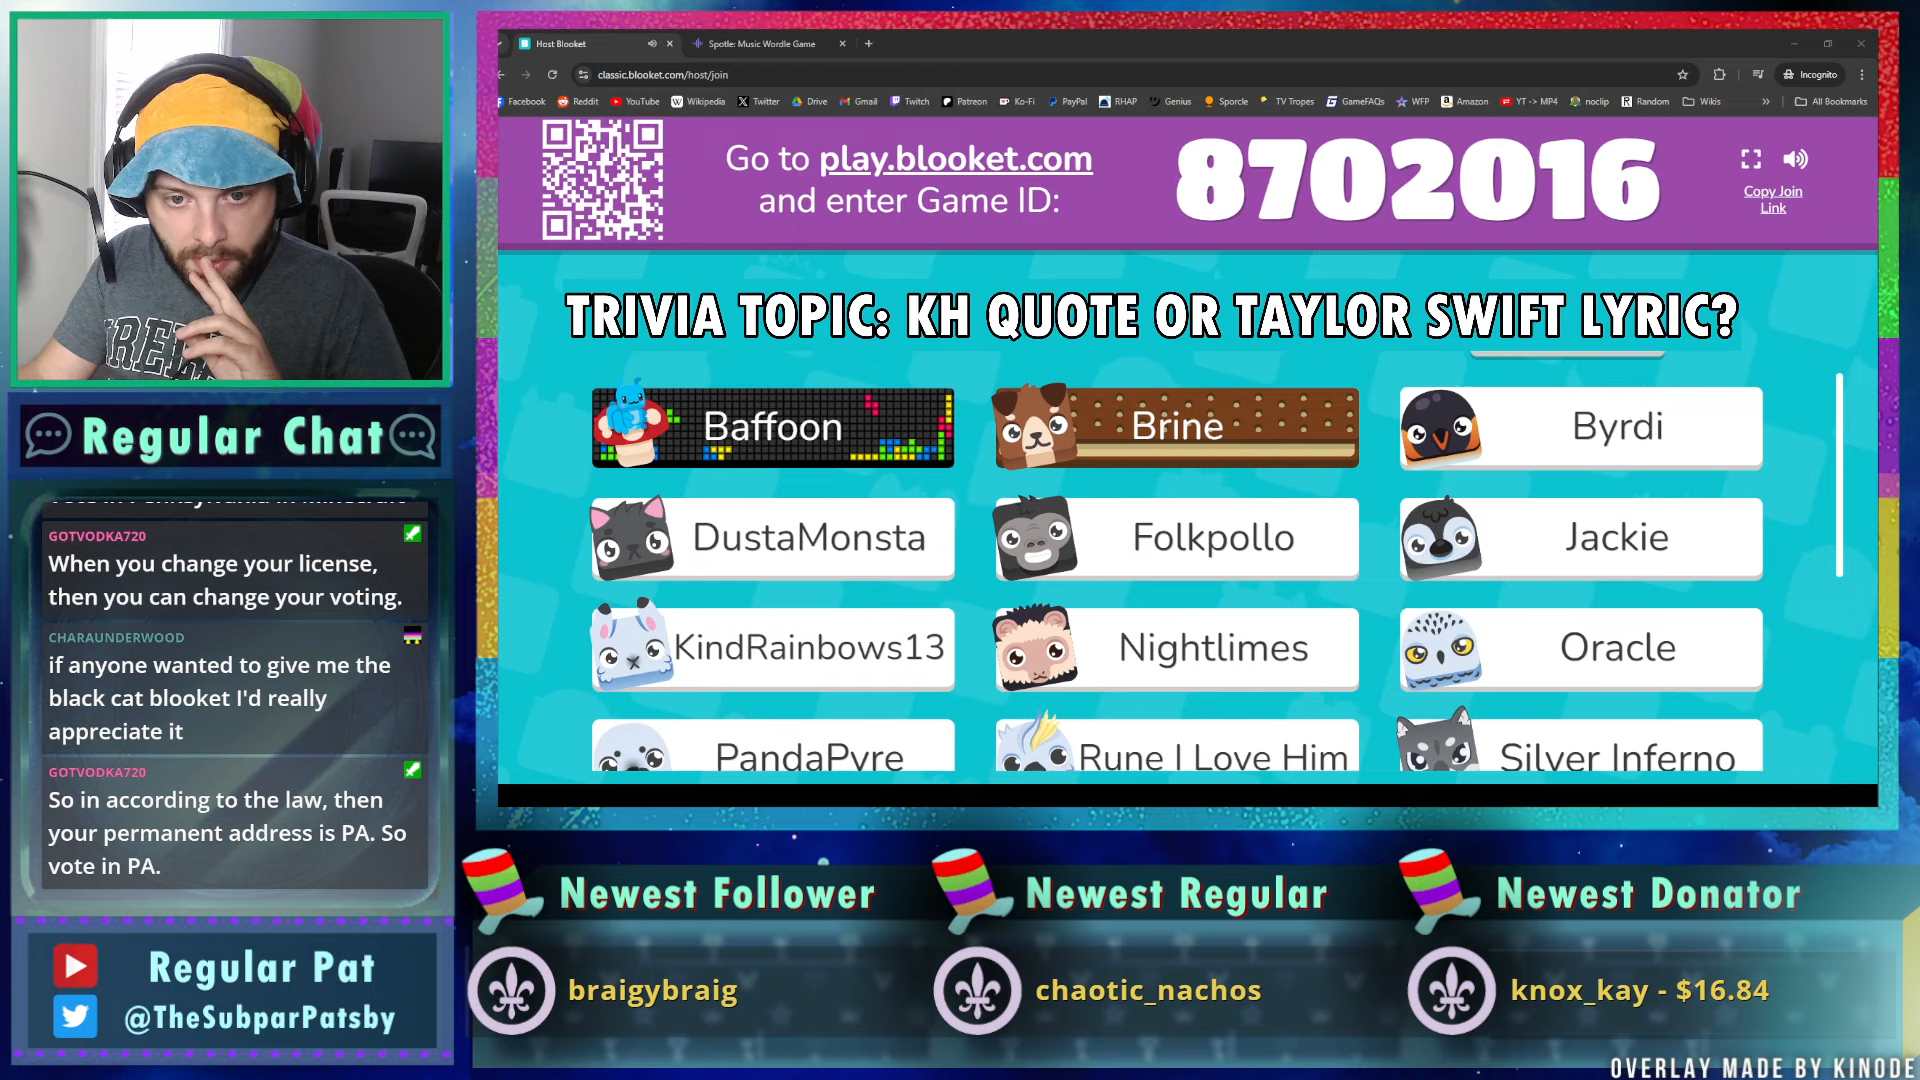 Host Blooket
Spotle: Music Wordle Game
classic.blooket.com/host/join
Incognito
Facebook Reddit YouTube Wikipedia Twitter Drive Gmail Twitch Patreon Ko-Fi PayPal RHAP Genius Sporcle TV Tropes GameFAQs WFP Amazon YT -> MP4 noclip Random Wikis » All Bookmarks
Go to play.blooket.com
and enter Game ID:
8702016
Copy Join
Link
TRIVIA TOPIC: KH QUOTE OR TAYLOR SWIFT LYRIC?
Baffoon
Brine
Byrdi
DustaMonsta
Folkpollo
Jackie
KindRainbows13
Nightlimes
Oracle
PandaPyre
Rune I Love Him
Silver Inferno
Regular Chat
GOTVODKA720
When you change your license,
then you can change your voting.
CHARAUNDERWOOD
if anyone wanted to give me the
black cat blooket I'd really
appreciate it
GOTVODKA720
So in according to the law, then
your permanent address is PA. So
vote in PA.
Regular Pat
@TheSubparPatsby
Newest Follower
braigybraig
Newest Regular
chaotic_nachos
Newest Donator
knox_kay - $16.84
OVERLAY MADE BY KINODE